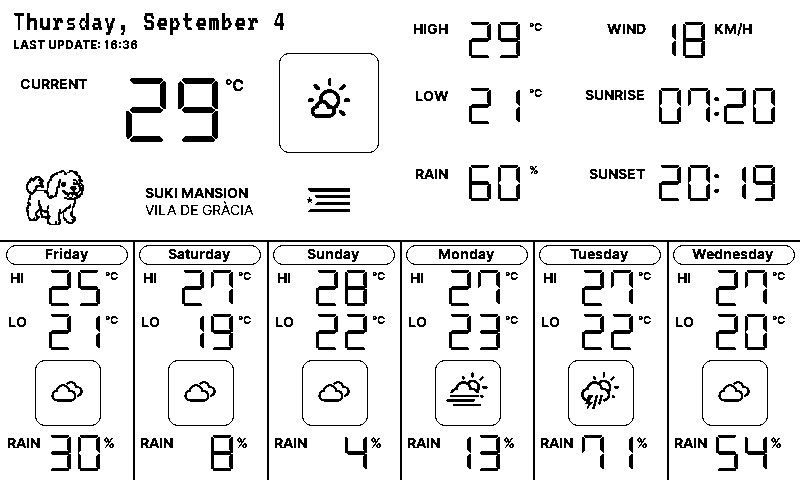 Thursday, September 4
LAST UPDATE: 16:36
CURRENT 29 °C
HIGH 29 °C
WIND 18 KM/H
LOW 21 °C
SUNRISE 07:20
RAIN 60 %
SUNSET 20:19
SUKI MANSION
VILA DE GRÀCIA
Friday
HI 25 °C
LO 21 °C
RAIN 30 %
Saturday
HI 27 °C
LO 19 °C
RAIN 8 %
Sunday
HI 28 °C
LO 22 °C
RAIN 4 %
Monday
HI 27 °C
LO 23 °C
RAIN 13 %
Tuesday
HI 27 °C
LO 22 °C
RAIN 71 %
Wednesday
HI 27 °C
LO 20 °C
RAIN 54 %